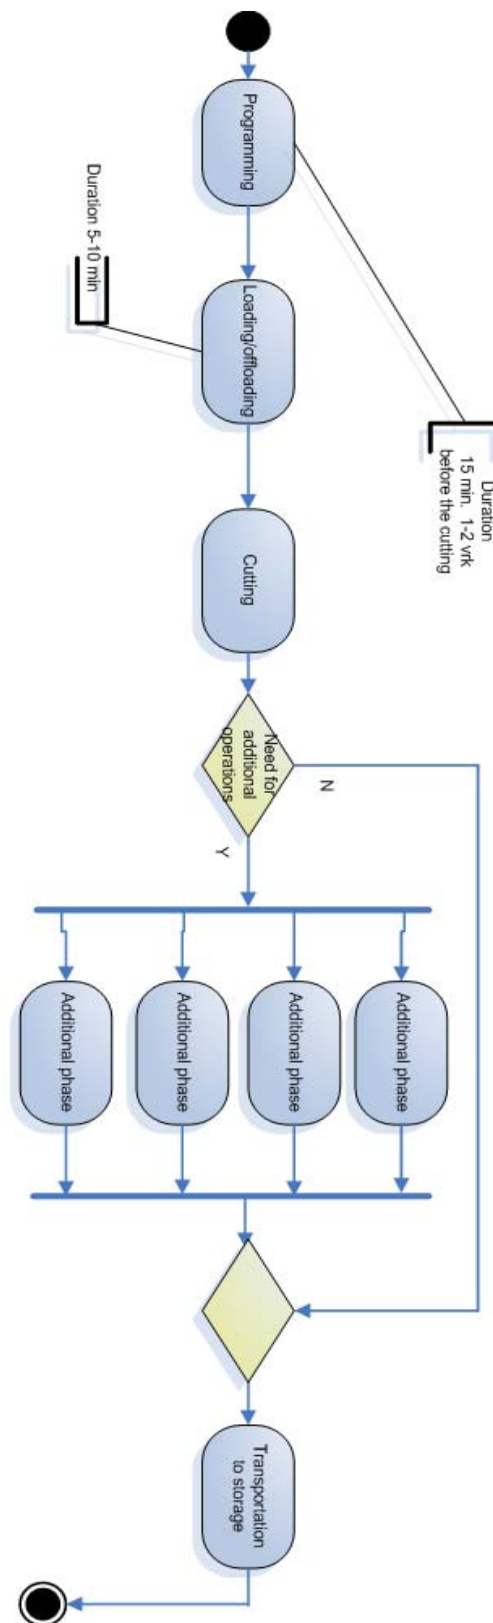 Programming
Duration
15 min. 1-2 vrk
before the cutting
Loading/offloading
Duration 5-10 min
Cutting
Need for
additional
operations
N
Y
Additional phase
Additional phase
Additional phase
Additional phase
Transportation
to storage